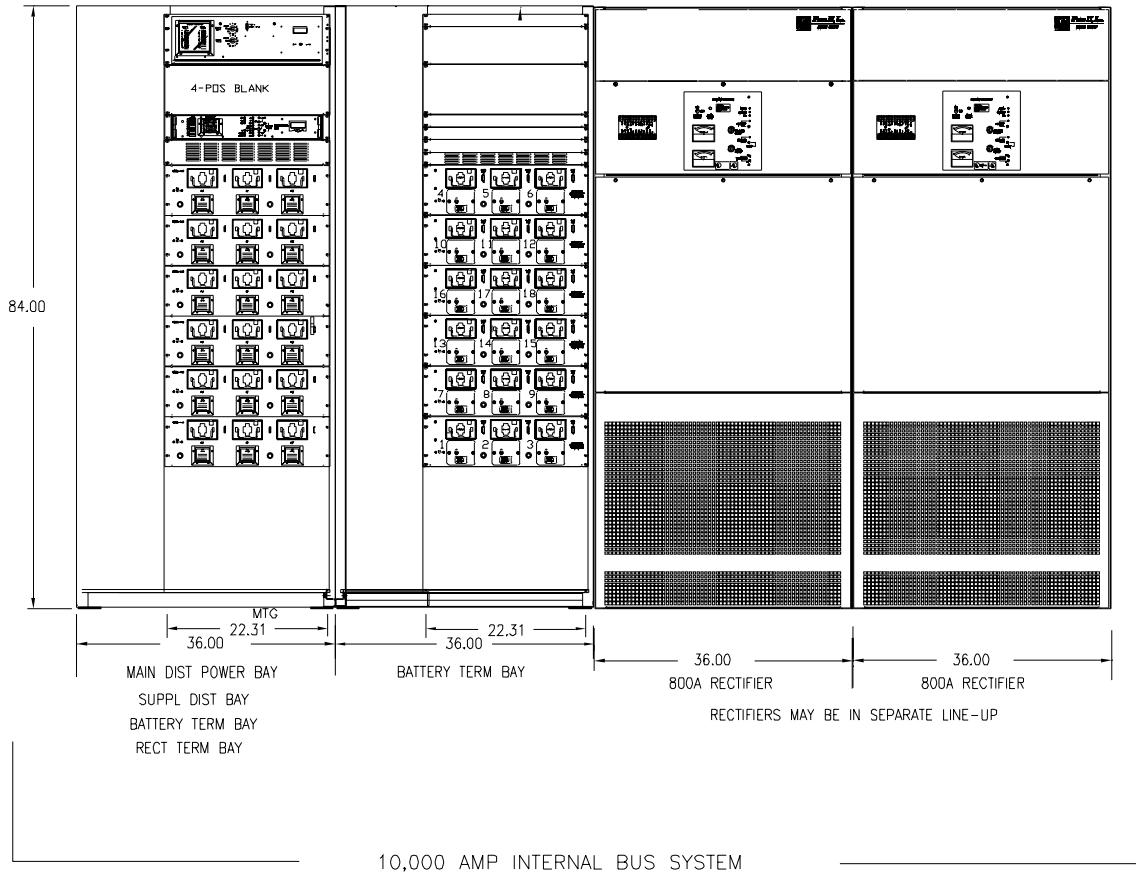 4-POS BLANK
4 5 6
10 11 12
16 17 18
13 14 15
7 8 9
1 2 3
84.00
MTG
22.31
36.00
22.31
36.00
36.00
36.00
MAIN DIST POWER BAY
SUPPL DIST BAY
BATTERY TERM BAY
RECT TERM BAY
BATTERY TERM BAY
800A RECTIFIER
800A RECTIFIER
RECTIFIERS MAY BE IN SEPARATE LINE-UP
10,000 AMP INTERNAL BUS SYSTEM